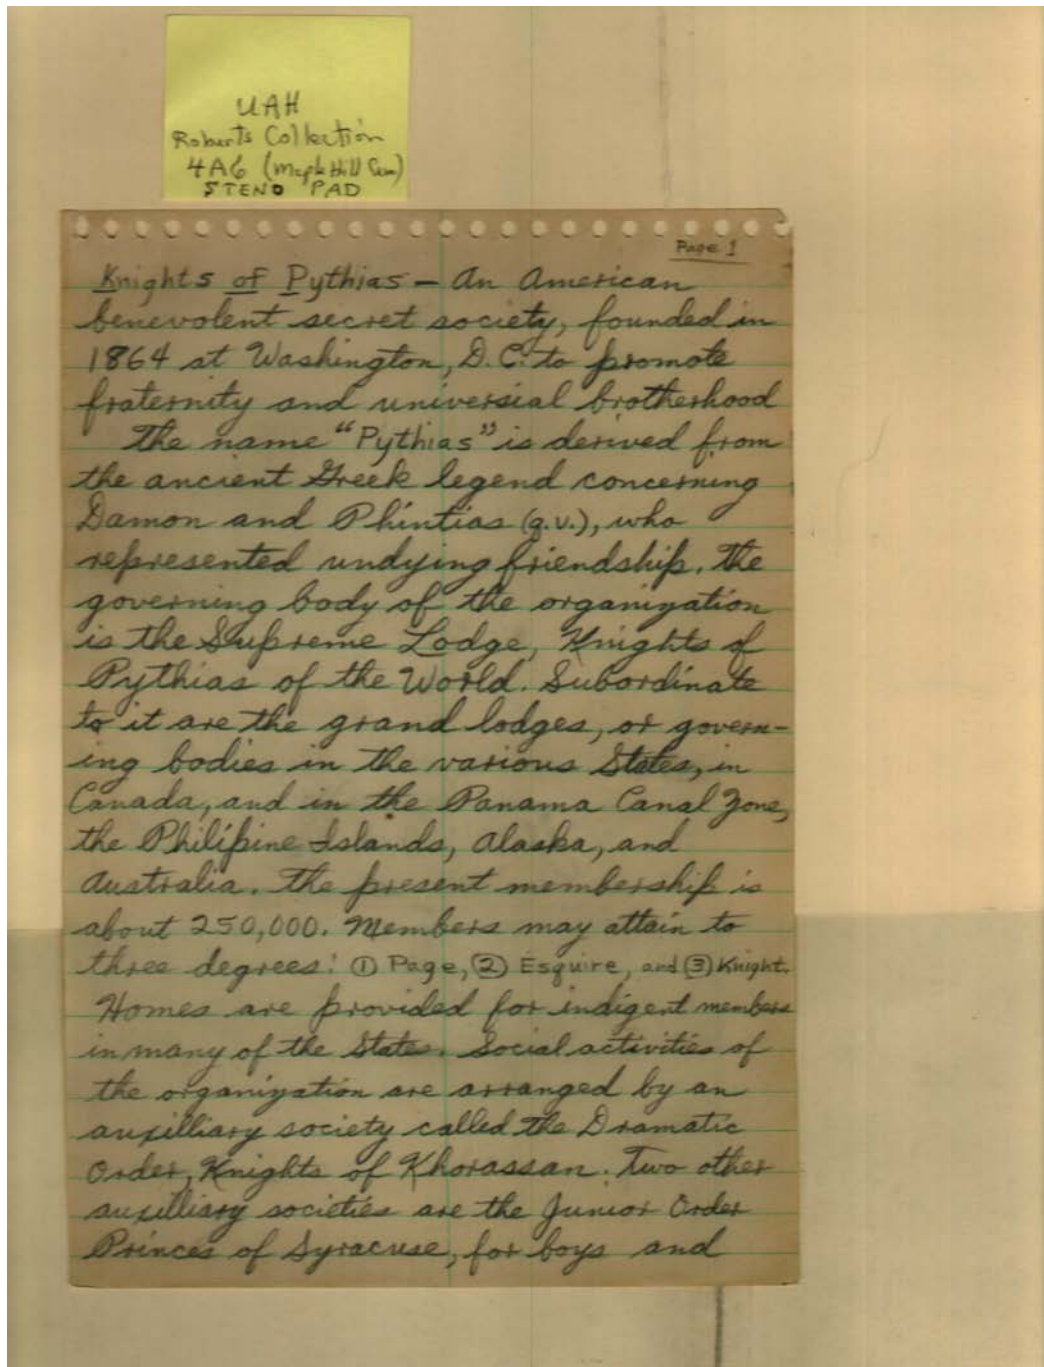 UAH
Roberts Collection
4A6 (Maple Hill Cem)
STENO PAD
Page 1
Knights of Pythias — An American
benevolent secret society, founded in
1864 at Washington, D.C. to promote
fraternity and universial brotherhood
The name "Pythias" is derived from
the ancient Greek legend concerning
Damon and Phintias (q.v.), who
represented undying friendship. The
governing body of the organization
is the Supreme Lodge, Knights of
Pythias of the World. Subordinate
to it are the grand lodges, or govern-
ing bodies in the various States, in
Canada, and in the Panama Canal Zone,
the Philipine Islands, Alaska, and
Australia. The present membership is
about 250,000. Members may attain to
three degrees: ① Page, ② Esquire, and ③ Knight.
Homes are provided for indigent members
in many of the States. Social activities of
the organization are arranged by an
auxilliary society called the Dramatic
Order, Knights of Khorassan. Two other
auxilliary societies are the Junior Order
Princes of Syracuse, for boys and